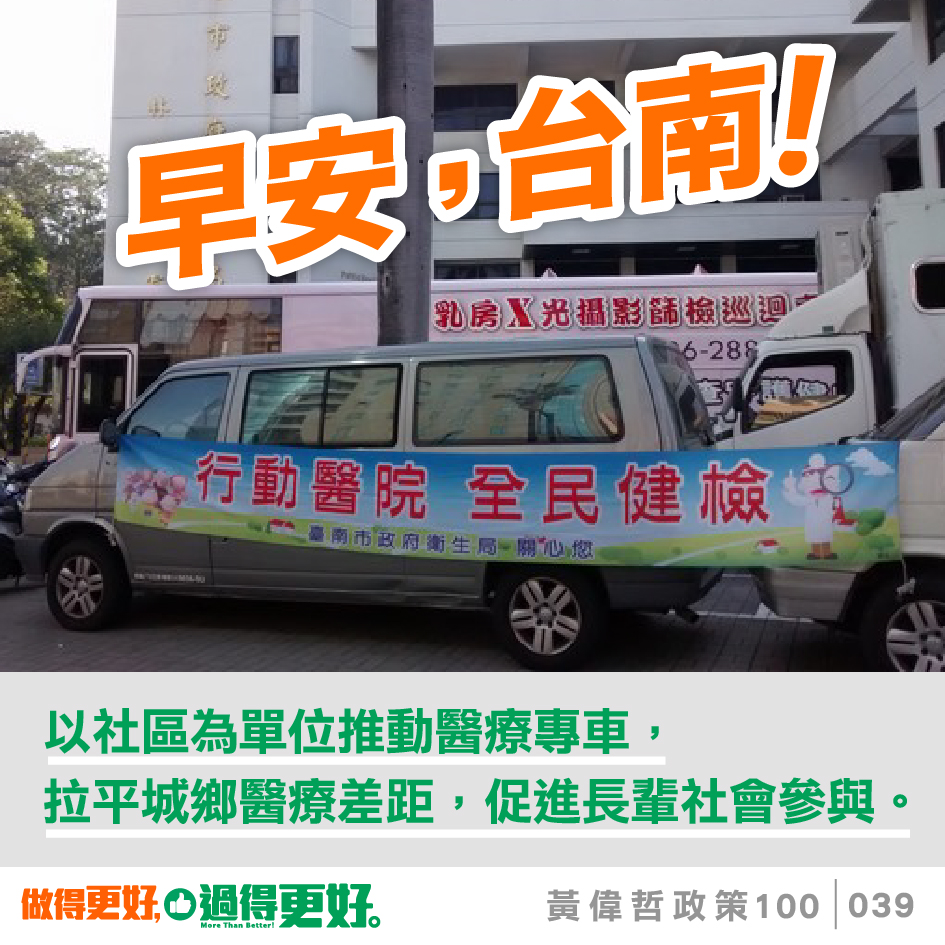 市政
早安，台南！
乳房X光攝影篩檢巡迴
06-288
行動醫院 全民健檢
臺南市政府衛生局 關心您
以社區為單位推動醫療專車，
拉平城鄉醫療差距，促進長輩社會參與。
做得更好，過得更好。
More Than Better!
黃偉哲政策100 039